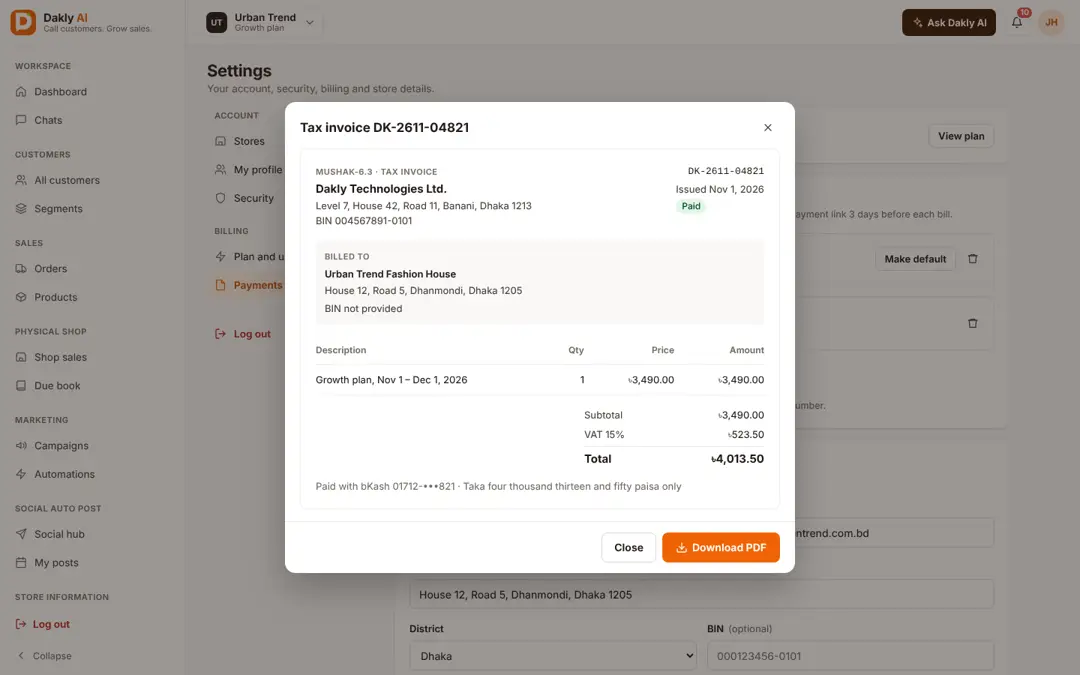 Dakly AI
Call customers. Grow sales.
UT
Urban Trend
Growth plan
Ask Dakly AI
10
JH
WORKSPACE
Dashboard
Chats
CUSTOMERS
All customers
Segments
SALES
Orders
Products
PHYSICAL SHOP
Shop sales
Due book
MARKETING
Campaigns
Automations
SOCIAL AUTO POST
Social hub
My posts
STORE INFORMATION
Log out
Collapse
Settings
Your account, security, billing and store details.
ACCOUNT
Stores
My profile
Security
BILLING
Plan and u
Payments
Log out
View plan
ayment link 3 days before each bill.
Make default
Tax invoice DK-2611-04821
MUSHAK-6.3 · TAX INVOICE
DK-2611-04821
Dakly Technologies Ltd.
Issued Nov 1, 2026
Level 7, House 42, Road 11, Banani, Dhaka 1213
Paid
BIN 004567891-0101
BILLED TO
Urban Trend Fashion House
House 12, Road 5, Dhanmondi, Dhaka 1205
BIN not provided
Description Qty Price Amount
Growth plan, Nov 1 – Dec 1, 2026 1 ৳3,490.00 ৳3,490.00
Subtotal ৳3,490.00
VAT 15% ৳523.50
Total ৳4,013.50
Paid with bKash 01712-•••821 · Taka four thousand thirteen and fifty paisa only
Close
Download PDF
umber.
ntrend.com.bd
House 12, Road 5, Dhanmondi, Dhaka 1205
District
BIN (optional)
Dhaka
000123456-0101